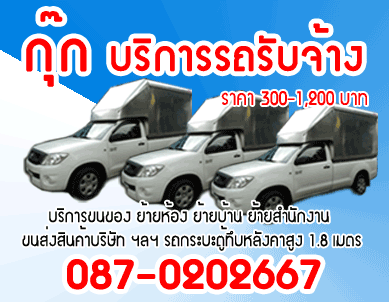 กุ๊ก บริการรถรับจ้าง
ราคา 300-1,200 บาท
บริการขนของ ย้ายห้อง ย้ายบ้าน ย้ายสำนักงาน
ขนส่งสินค้าบริษัท ฯลฯ รถกระบะตู้ทึบหลังคาสูง 1.8 เมตร
087-0202667